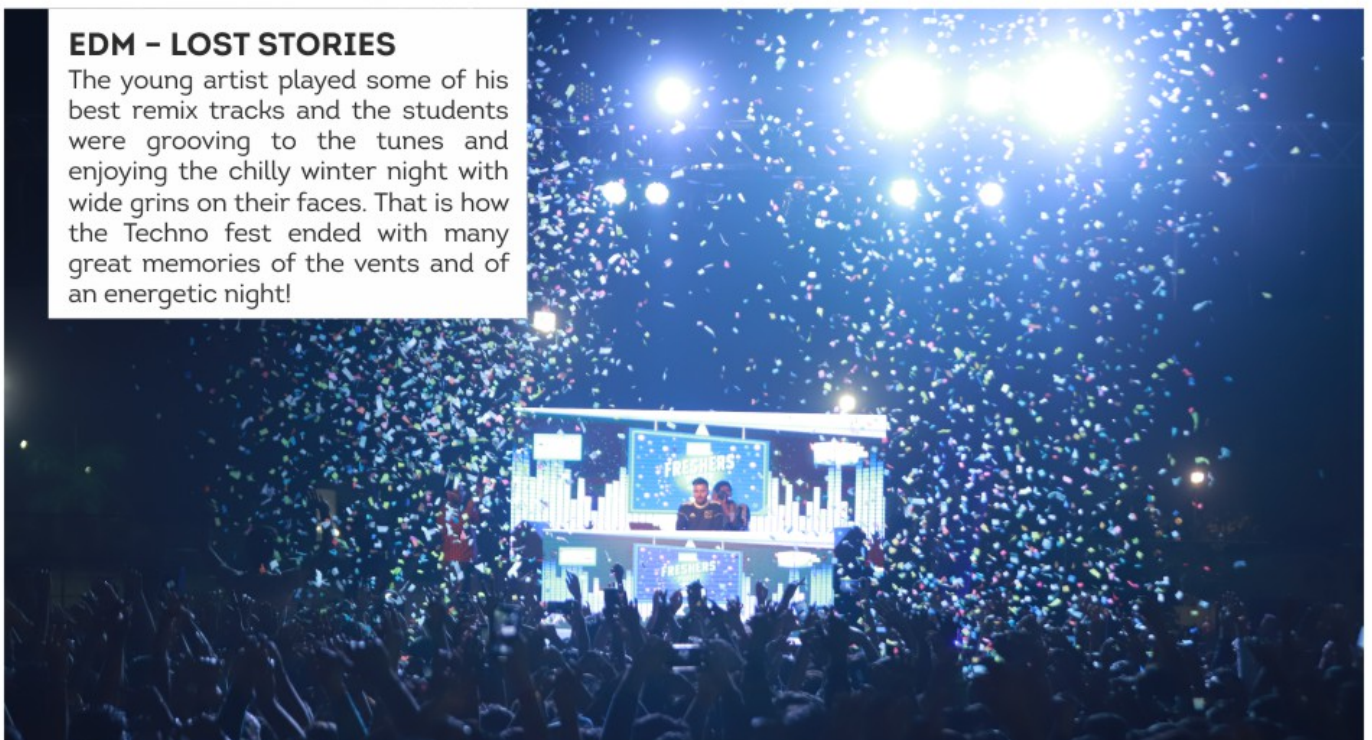 EDM – LOST STORIES
The young artist played some of his
best remix tracks and the students
were grooving to the tunes and
enjoying the chilly winter night with
wide grins on their faces. That is how
the Techno fest ended with many
great memories of the vents and of
an energetic night!
FRESHERS
FRESHERS